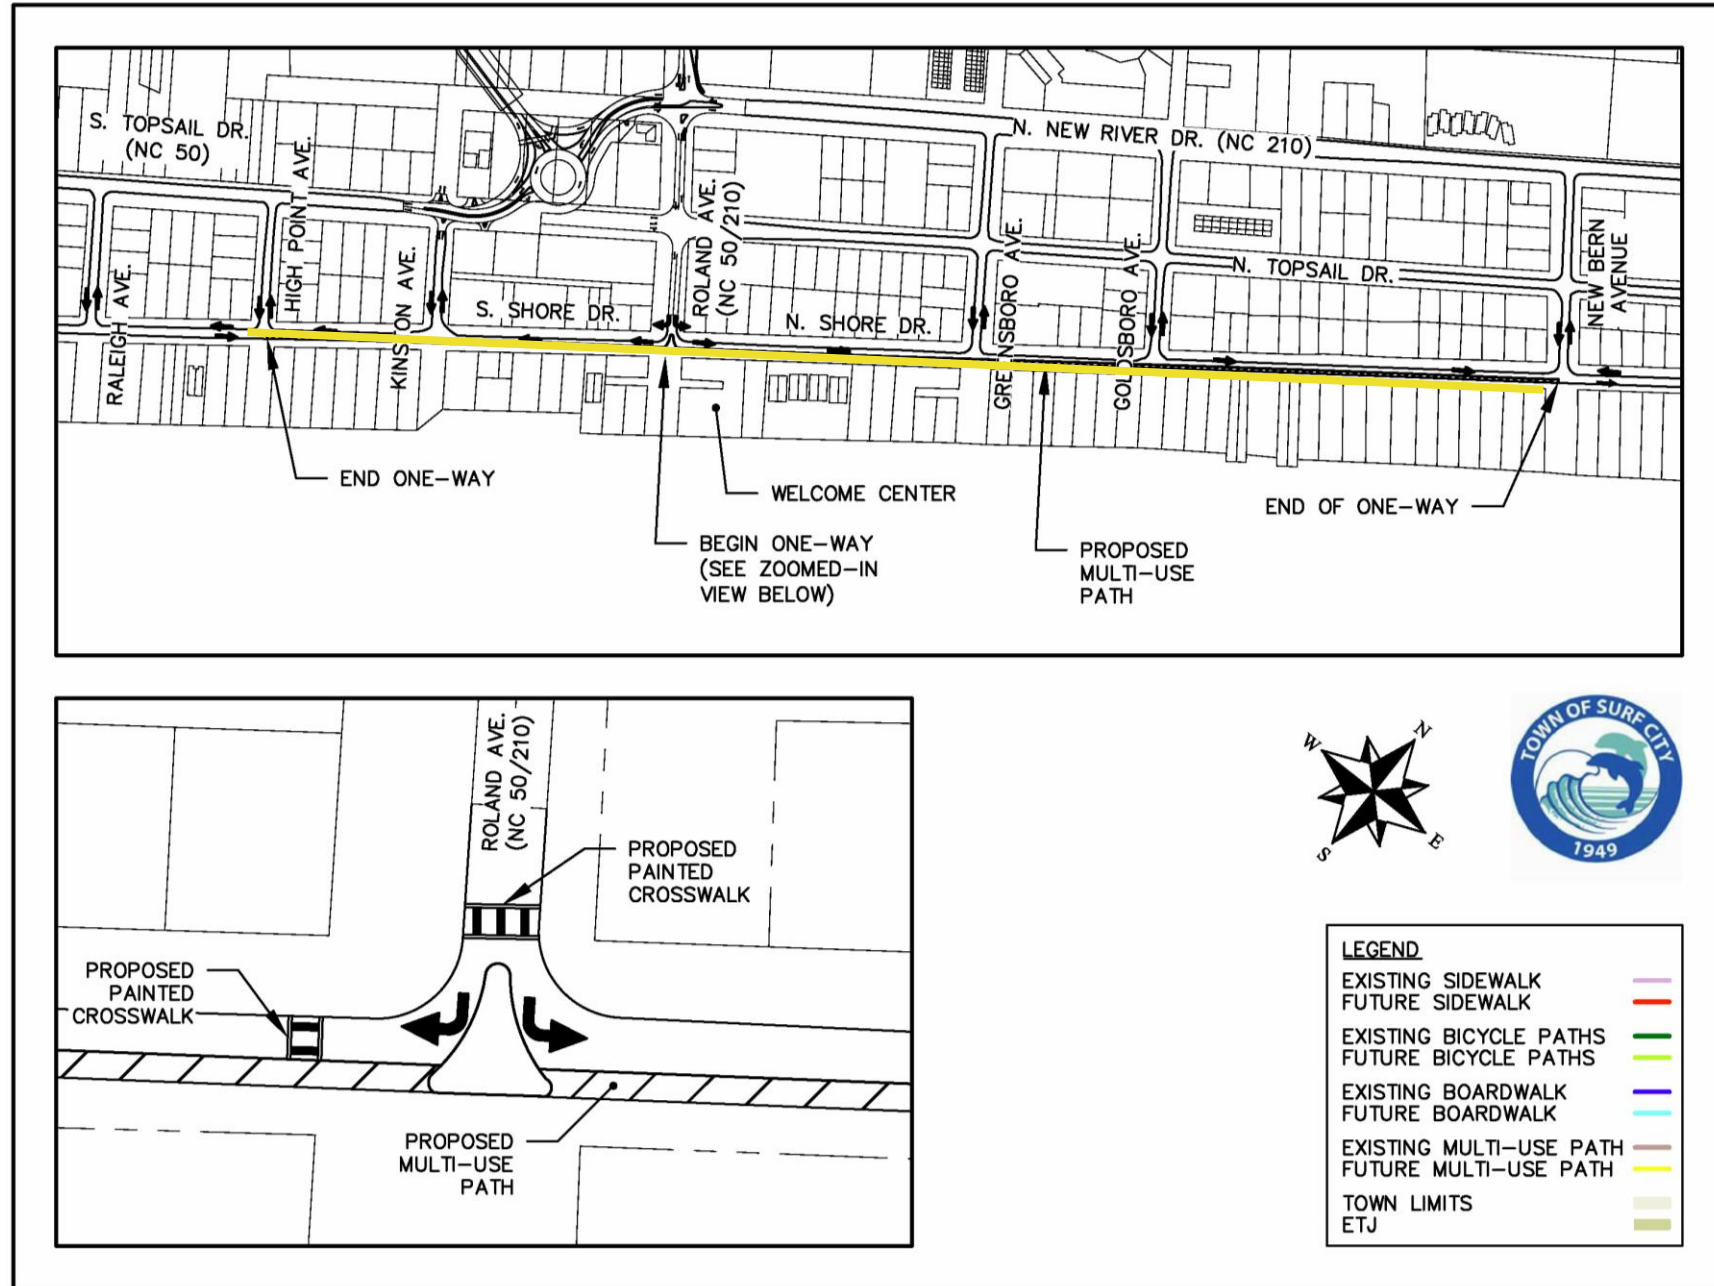 S. TOPSAIL DR.
(NC 50)
HIGH POINT AVE.
RALEIGH AVE.
KINSTON AVE.
S. SHORE DR.
ROLAND AVE.
(NC 50/210)
N. SHORE DR.
N. NEW RIVER DR. (NC 210)
GREENSBORO AVE.
GOLDSBORO AVE.
N. TOPSAIL DR.
NEW BERN
AVENUE
END ONE-WAY
WELCOME CENTER
BEGIN ONE-WAY
(SEE ZOOMED-IN
VIEW BELOW)
PROPOSED
MULTI-USE
PATH
END OF ONE-WAY
ROLAND AVE.
(NC 50/210)
PROPOSED
PAINTED
CROSSWALK
PROPOSED
PAINTED
CROSSWALK
PROPOSED
MULTI-USE
PATH
N
W
E
S
TOWN OF SURF CITY
1949
LEGEND
EXISTING SIDEWALK
FUTURE SIDEWALK
EXISTING BICYCLE PATHS
FUTURE BICYCLE PATHS
EXISTING BOARDWALK
FUTURE BOARDWALK
EXISTING MULTI-USE PATH
FUTURE MULTI-USE PATH
TOWN LIMITS
ETJ